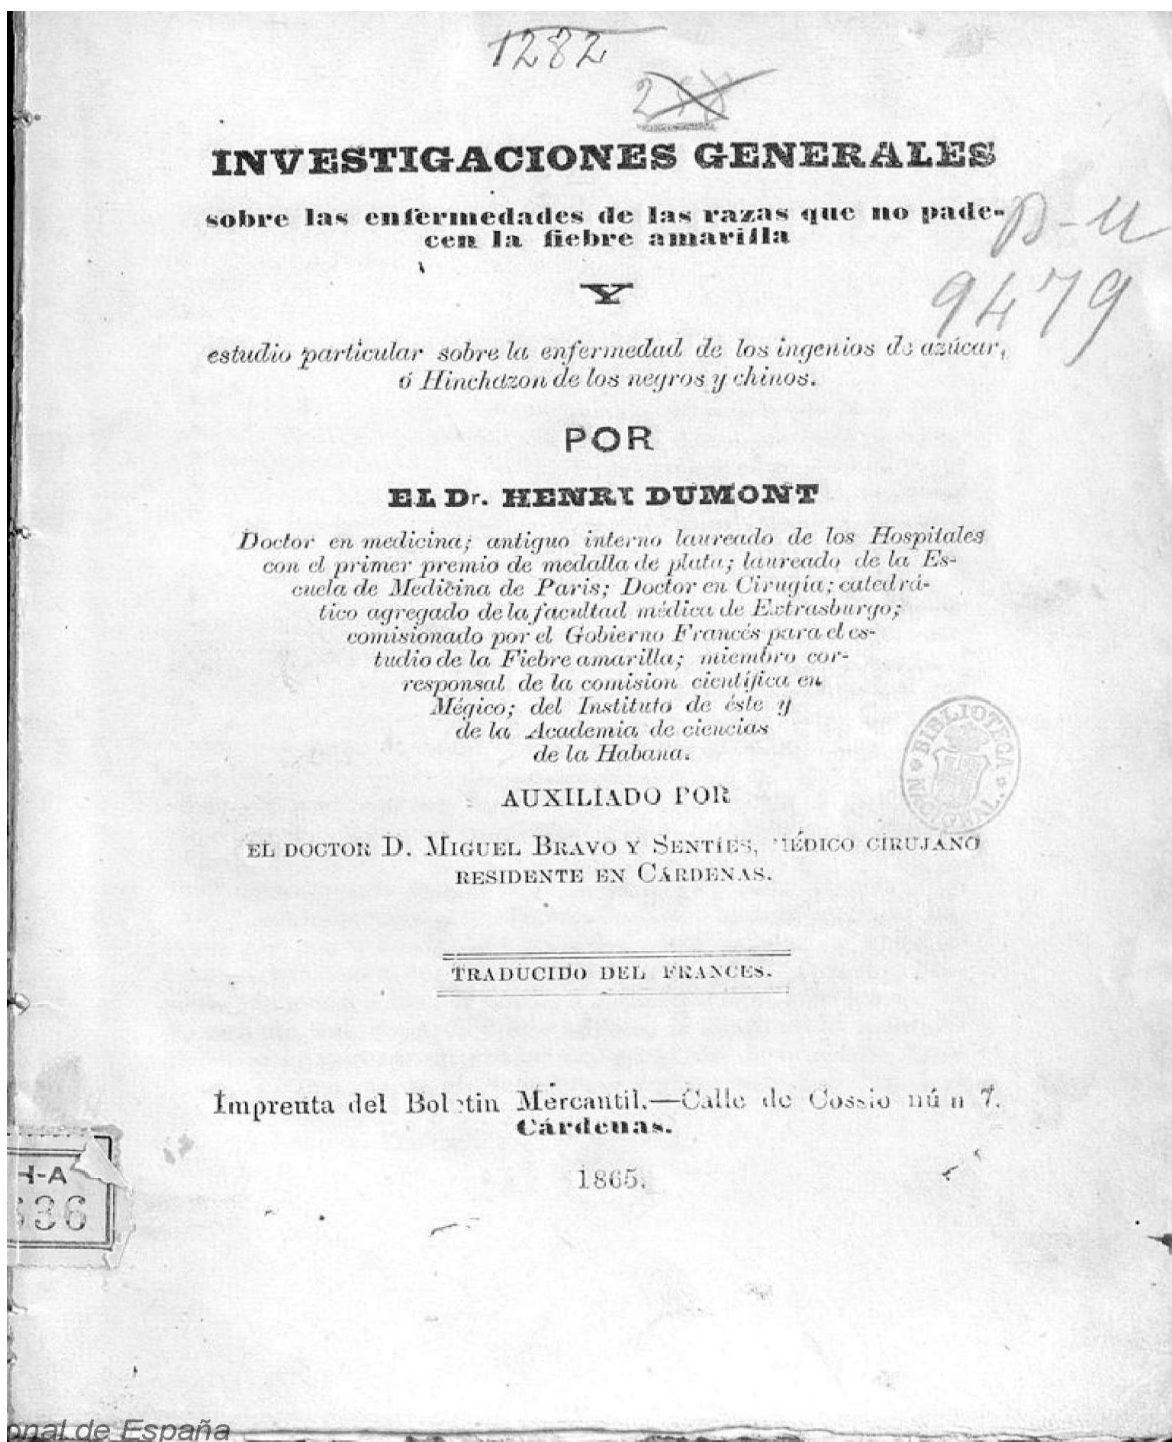 1282
INVESTIGACIONES GENERALES
sobre las enfermedades de las razas que no pade-
cen la fiebre amarilla
Y
estudio particular sobre la enfermedad de los ingenios de azúcar,
ó Hinchazon de los negros y chinos.
POR
EL Dr. HENRY DUMONT
Doctor en medicina; antiguo interno laureado de los Hospitales
con el primer premio de medalla de plata; laureado de la Es-
cuela de Medicina de Paris; Doctor en Cirugía; catedrá-
tico agregado de la facultad médica de Extrasburgo;
comisionado por el Gobierno Francés para el es-
tudio de la Fiebre amarilla; miembro cor-
responsal de la comision científica en
Mégico; del Instituto de éste y
de la Academia de ciencias
de la Habana.
AUXILIADO POR
EL DOCTOR D. MIGUEL BRAVO Y SENTÍES, MÉDICO CIRUJANO
RESIDENTE EN CÁRDENAS.
TRADUCIDO DEL FRANCES.
Imprenta del Boletin Mercantil.—Calle de Cossio núm 7.
Cárdenas.
1865.
9479
BIBLIOTECA
NACIONAL
H-A
636
onal de España